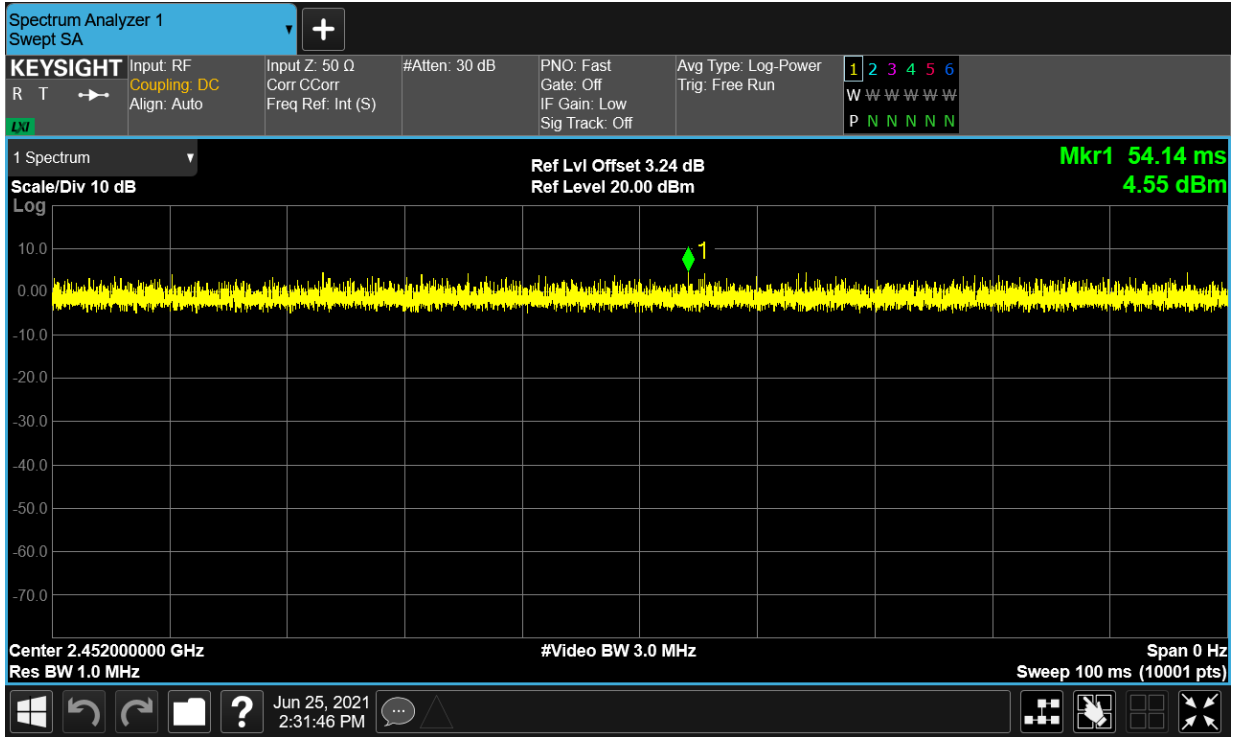 Spectrum Analyzer 1
Swept SA
KEYSIGHT
R T
LXI
Input: RF
Coupling: DC
Align: Auto
Input Z: 50 Ω
Corr CCorr
Freq Ref: Int (S)
#Atten: 30 dB
PNO: Fast
Gate: Off
IF Gain: Low
Sig Track: Off
Avg Type: Log-Power
Trig: Free Run
1 2 3 4 5 6
W W W W W W
P N N N N N
1 Spectrum
Scale/Div 10 dB
Log
Ref Lvl Offset 3.24 dB
Ref Level 20.00 dBm
Mkr1 54.14 ms
4.55 dBm
1
10.0
0.00
-10.0
-20.0
-30.0
-40.0
-50.0
-60.0
-70.0
Center 2.452000000 GHz
Res BW 1.0 MHz
#Video BW 3.0 MHz
Span 0 Hz
Sweep 100 ms (10001 pts)
?
Jun 25, 2021
2:31:46 PM